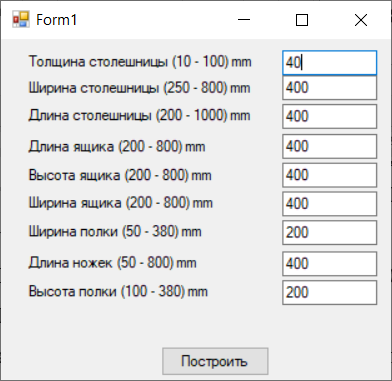 Form1
Толщина столешницы (10 - 100) mm 40
Ширина столешницы (250 - 800) mm 400
Длина столешницы (200 - 1000) mm 400
Длина ящика (200 - 800) mm 400
Высота ящика (200 - 800) mm 400
Ширина ящика (200 - 800) mm 400
Ширина полки (50 - 380) mm 200
Длина ножек (50 - 800) mm 400
Высота полки (100 - 380) mm 200
Построить